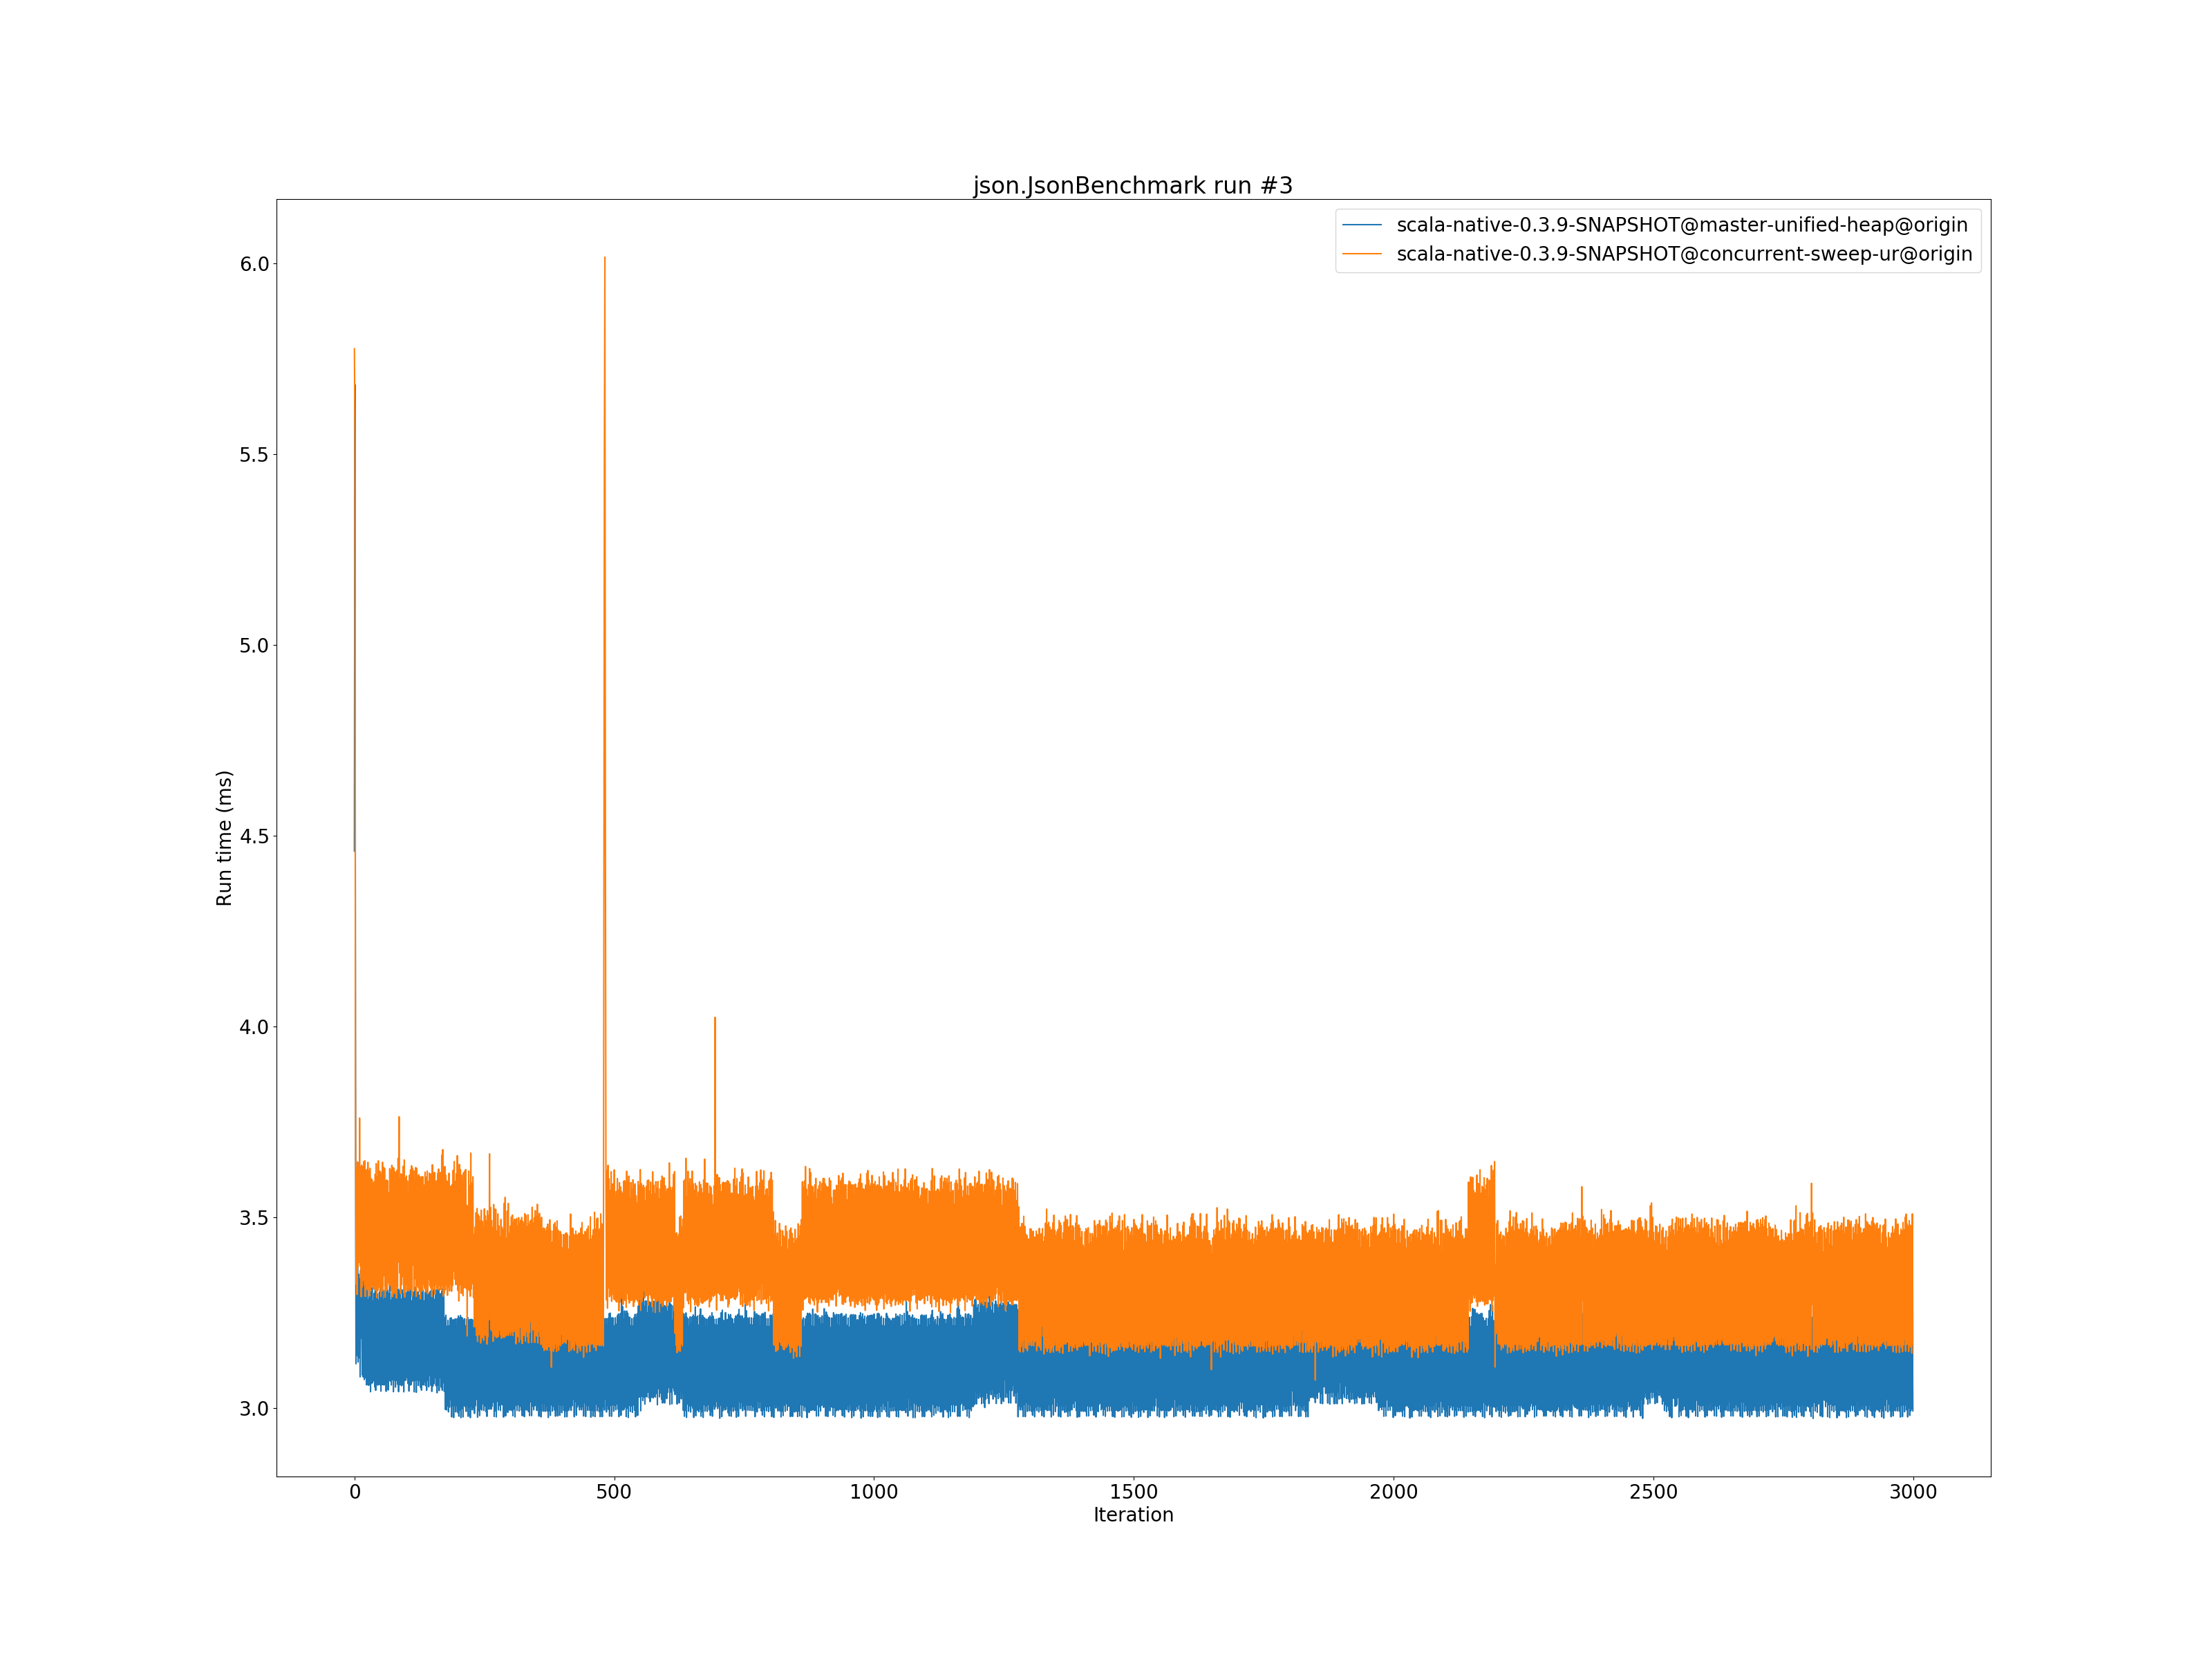 json.JsonBenchmark run #3
scala-native-0.3.9-SNAPSHOT@master-unified-heap@origin
scala-native-0.3.9-SNAPSHOT@concurrent-sweep-ur@origin
6.0
5.5
5.0
4.5
4.0
3.5
3.0
Run time (ms)
0 500 1000 1500 2000 2500 3000
Iteration